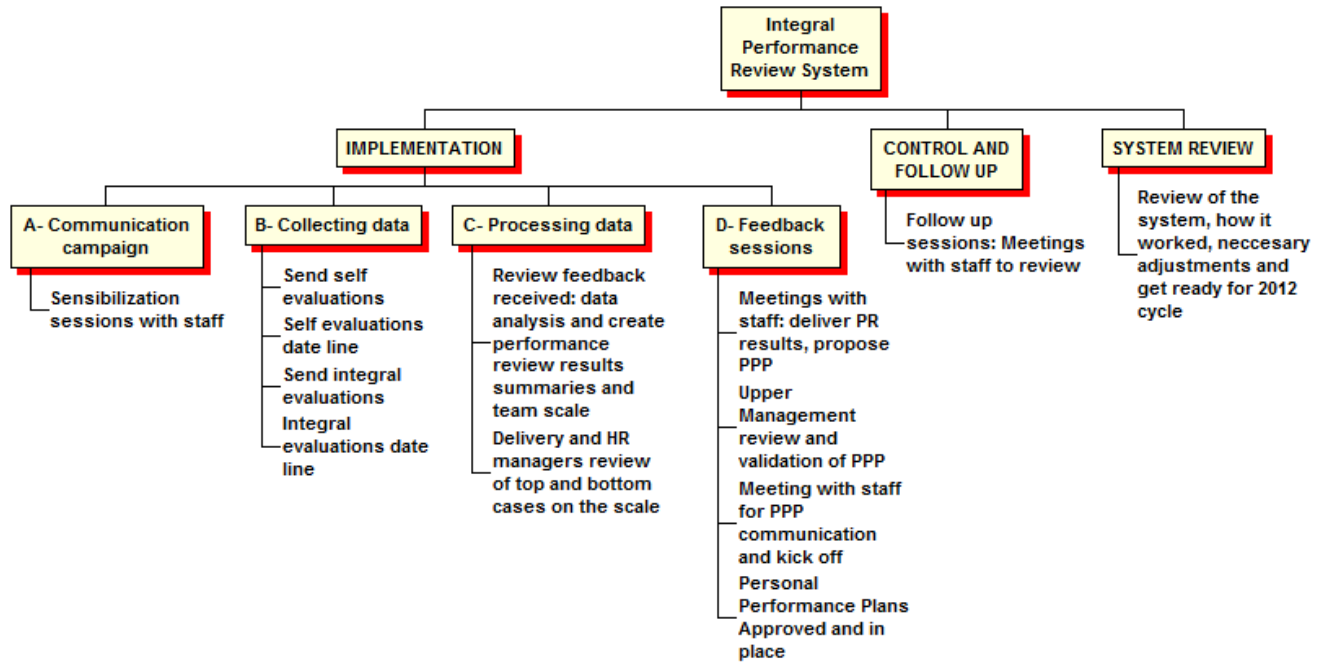 Integral
Performance
Review System
IMPLEMENTATION
CONTROL AND
FOLLOW UP
SYSTEM REVIEW
A- Communication
campaign
Sensibilization
sessions with staff
B- Collecting data
Send self
evaluations
Self evaluations
date line
Send integral
evaluations
Integral
evaluations date
line
C- Processing data
Review feedback
received: data
analysis and create
performance
review results
summaries and
team scale
Delivery and HR
managers review
of top and bottom
cases on the scale
D- Feedback
sessions
Meetings with
staff: deliver PR
results, propose
PPP
Upper
Management
review and
validation of PPP
Meeting with staff
for PPP
communication
and kick off
Personal
Performance Plans
Approved and in
place
Follow up
sessions: Meetings
with staff to review
Review of the
system, how it
worked, neccesary
adjustments and
get ready for 2012
cycle